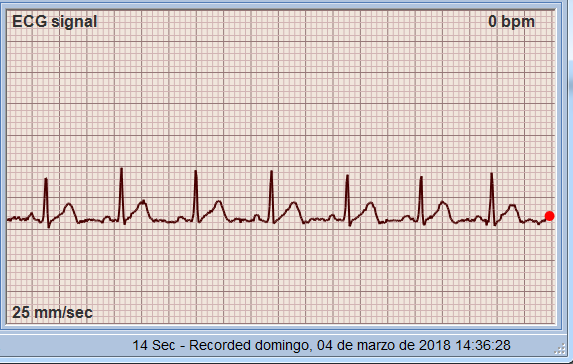 ECG signal 0 bpm
25 mm/sec
14 Sec - Recorded domingo, 04 de marzo de 2018 14:36:28